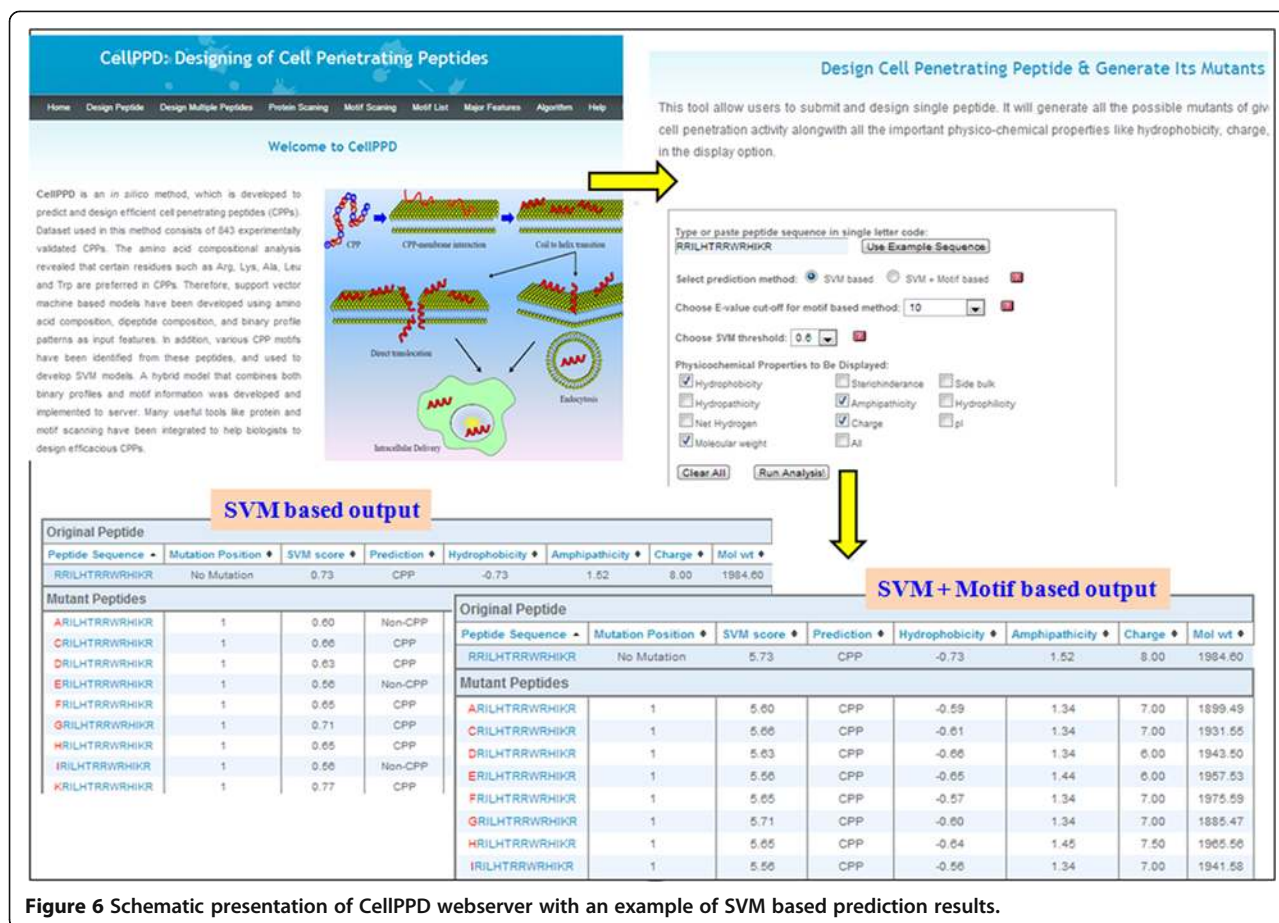 CellPPD: Designing of Cell Penetrating Peptides
Home Design Peptide Design Multiple Peptides Protein Scaning Motif Scaning Motif List Major Features Algorithm Help
Welcome to CellPPD
CellPPD is an in silico method, which is developed to
predict and design efficient cell penetrating peptides (CPPs).
Dataset used in this method consists of 843 experimentally
validated CPPs. The amino acid compositional analysis
revealed that certain residues such as Arg, Lys, Ala, Leu
and Trp are preferred in CPPs. Therefore, support vector
machine based models have been developed using amino
acid composition, dipeptide composition, and binary profile
patterns as input features. In addition, various CPP motifs
have been identified from these peptides, and used to
develop SVM models. A hybrid model that combines both
binary profiles and motif information was developed and
implemented to server. Many useful tools like protein and
motif scanning have been integrated to help biologists to
design efficacious CPPs.
CPP CPP-membrane interaction Coil to helix transition
Direct translocation
Endocytosis
Intracellular Delivery
Design Cell Penetrating Peptide & Generate Its Mutants
This tool allow users to submit and design single peptide. It will generate all the possible mutants of giv
cell penetration activity alongwith all the important physico-chemical properties like hydrophobicity, charge,
in the display option.
Type or paste peptide sequence in single letter code:
RRILHTRRWRHIKR Use Example Sequence
Select prediction method: SVM based SVM + Motif based
Choose E-value cut-off for motif based method: 10
Choose SVM threshold: 0.6
Physicochemical Properties to Be Displayed:
Hydrophobicity Sterichinderance Side bulk
Hydropathicity Amphipathicity Hydrophilicity
Net Hydrogen Charge pI
Molecular weight All
Clear All Run Analysis!
SVM based output
Original Peptide
Peptide Sequence Mutation Position SVM score Prediction Hydrophobicity Amphipathicity Charge Mol wt
RRILHTRRWRHIKR No Mutation 0.73 CPP -0.73 1.52 8.00 1984.60
Mutant Peptides
ARILHTRRWRHIKR 1 0.60 Non-CPP
CRILHTRRWRHIKR 1 0.66 CPP
DRILHTRRWRHIKR 1 0.63 CPP
ERILHTRRWRHIKR 1 0.56 Non-CPP
FRILHTRRWRHIKR 1 0.65 CPP
GRILHTRRWRHIKR 1 0.71 CPP
HRILHTRRWRHIKR 1 0.65 CPP
IRILHTRRWRHIKR 1 0.56 Non-CPP
KRILHTRRWRHIKR 1 0.77 CPP
SVM + Motif based output
Original Peptide
Peptide Sequence Mutation Position SVM score Prediction Hydrophobicity Amphipathicity Charge Mol wt
RRILHTRRWRHIKR No Mutation 5.73 CPP -0.73 1.52 8.00 1984.60
Mutant Peptides
ARILHTRRWRHIKR 1 5.60 CPP -0.59 1.34 7.00 1899.49
CRILHTRRWRHIKR 1 5.66 CPP -0.61 1.34 7.00 1931.55
DRILHTRRWRHIKR 1 5.63 CPP -0.66 1.34 6.00 1943.50
ERILHTRRWRHIKR 1 5.56 CPP -0.65 1.44 6.00 1957.53
FRILHTRRWRHIKR 1 5.65 CPP -0.57 1.34 7.00 1975.59
GRILHTRRWRHIKR 1 5.71 CPP -0.60 1.34 7.00 1885.47
HRILHTRRWRHIKR 1 5.65 CPP -0.64 1.45 7.50 1965.56
IRILHTRRWRHIKR 1 5.56 CPP -0.56 1.34 7.00 1941.58
Figure 6 Schematic presentation of CellPPD webserver with an example of SVM based prediction results.